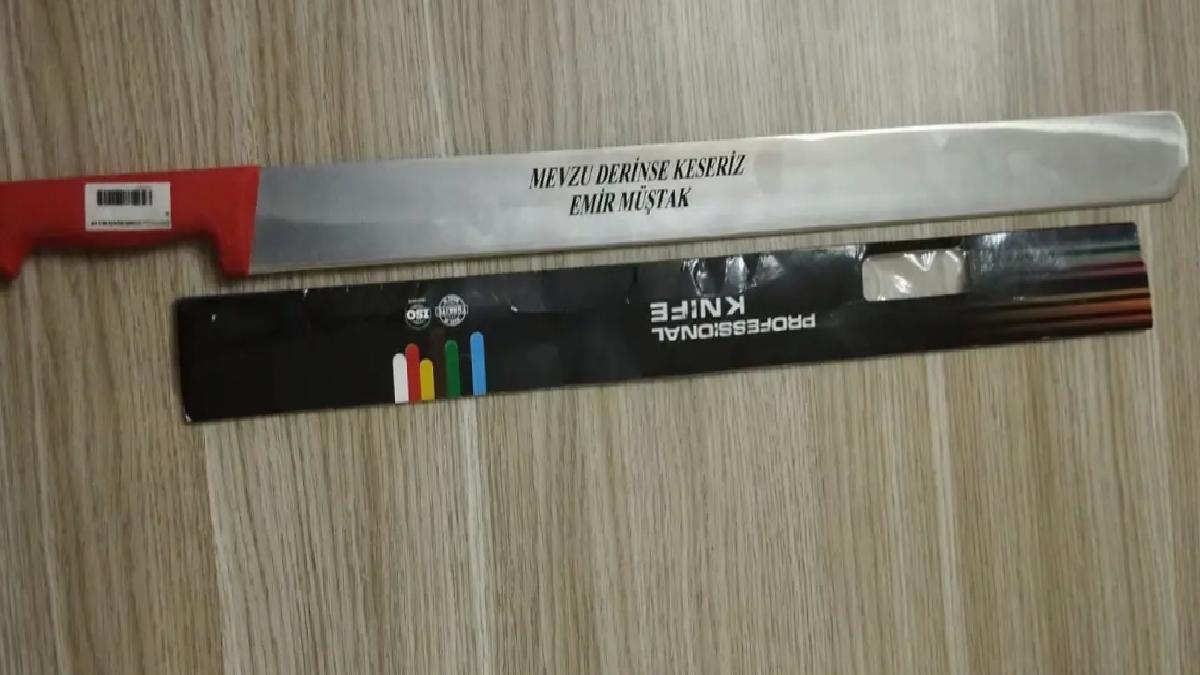 MEVZU DERİNSE KESERİZ
EMİR MÜŞTAK
PROFESSIONAL
KNIFE
ISO